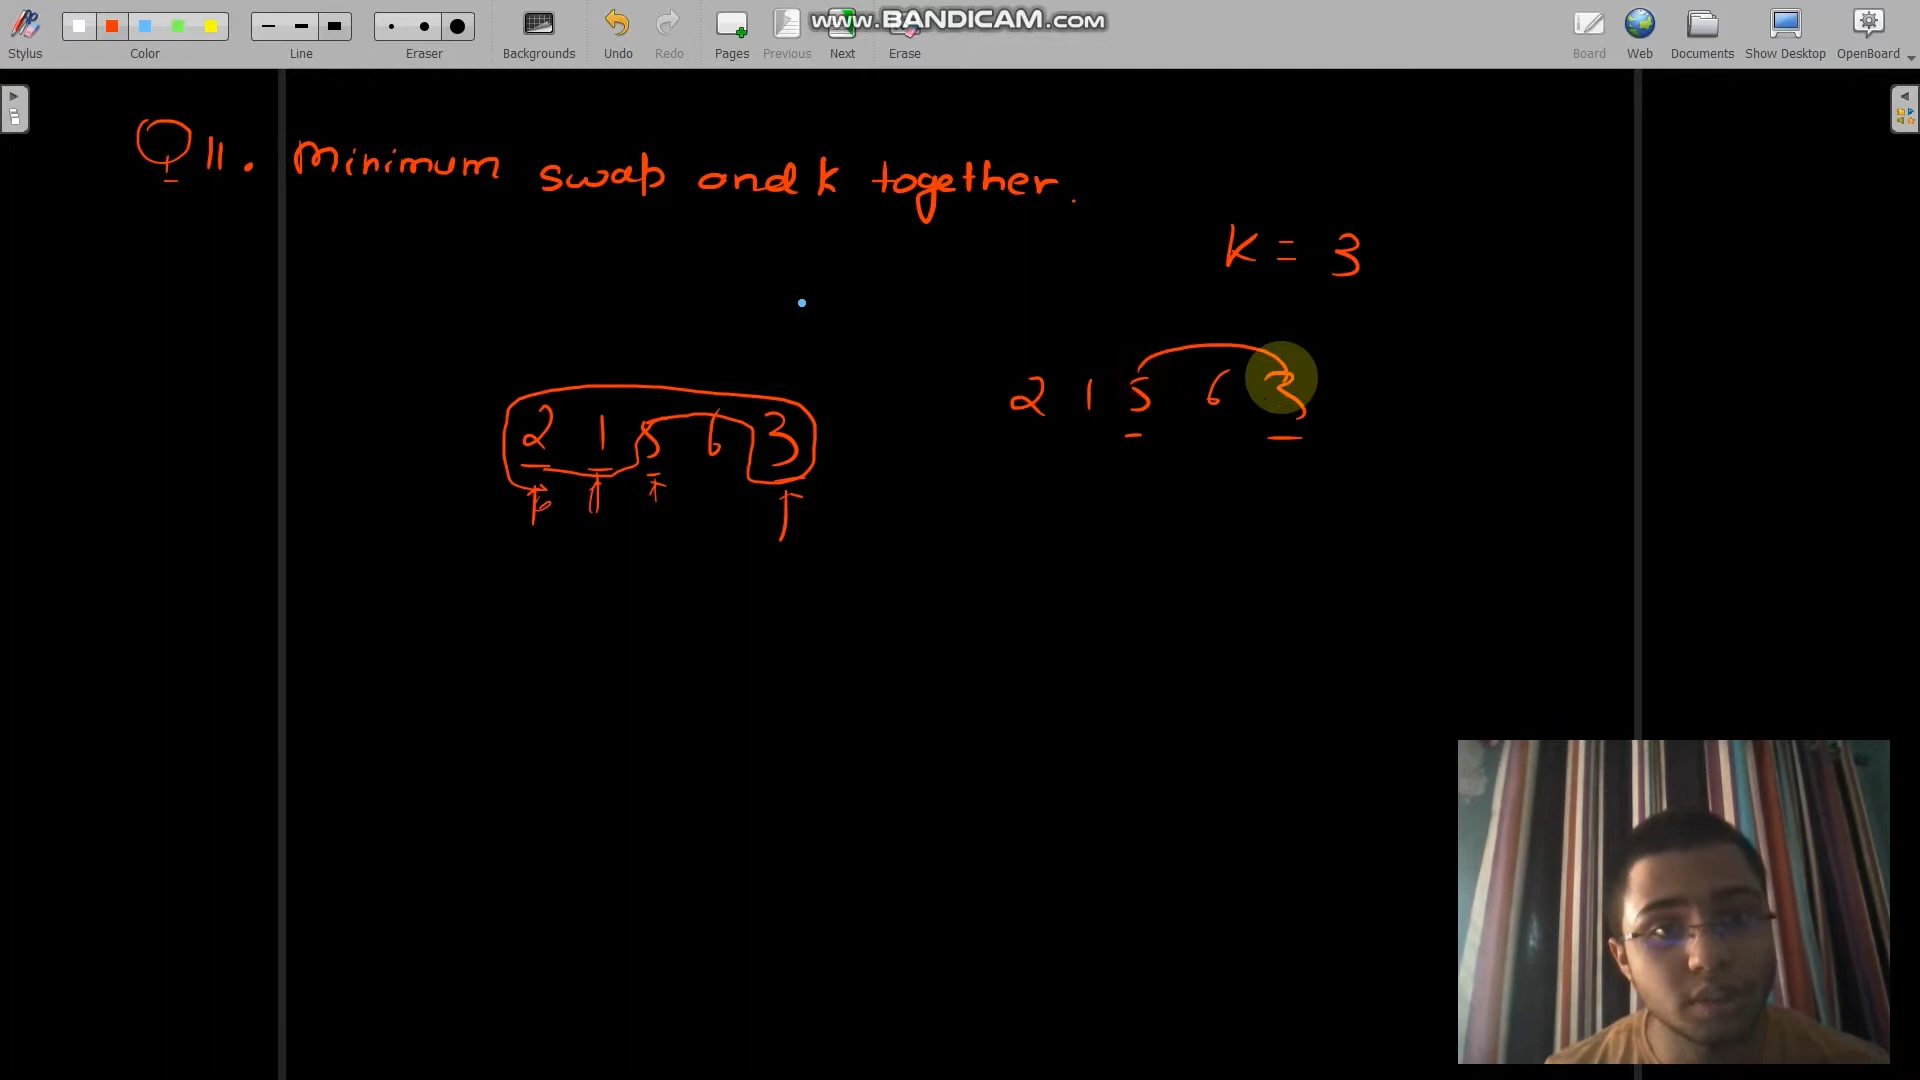 www.BANDICAM.com
Stylus Color Line Eraser Backgrounds Undo Redo Pages Previous Next Erase Board Web Documents Show Desktop OpenBoard
Q 11. Minimum swap and k together.
K = 3
2 1 5 6 3
2 1 5 6 3